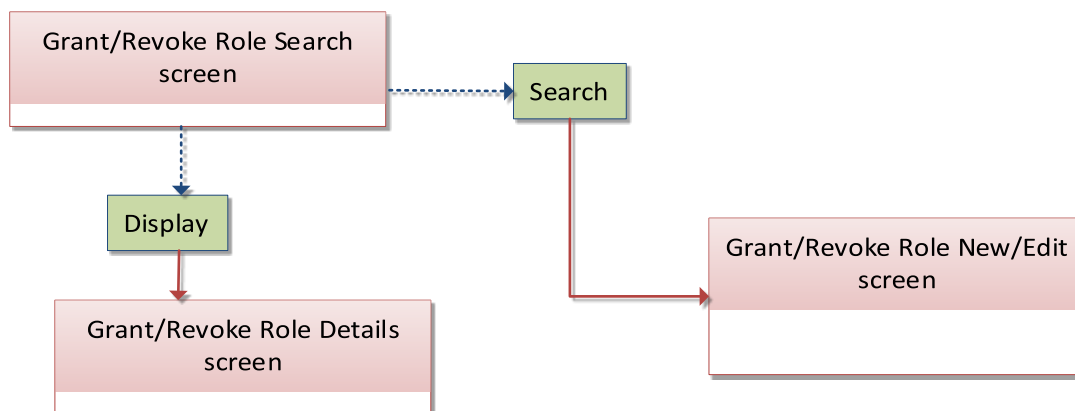 Grant/Revoke Role Search
screen
Search
Display
Grant/Revoke Role New/Edit
screen
Grant/Revoke Role Details
screen